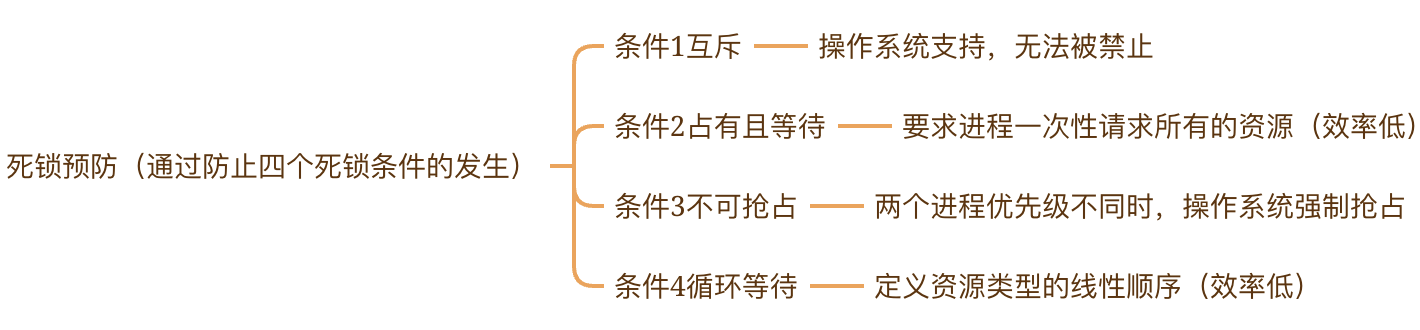 死锁预防（通过防止四个死锁条件的发生）
条件1互斥
操作系统支持，无法被禁止
条件2占有且等待
要求进程一次性请求所有的资源（效率低）
条件3不可抢占
两个进程优先级不同时，操作系统强制抢占
条件4循环等待
定义资源类型的线性顺序（效率低）